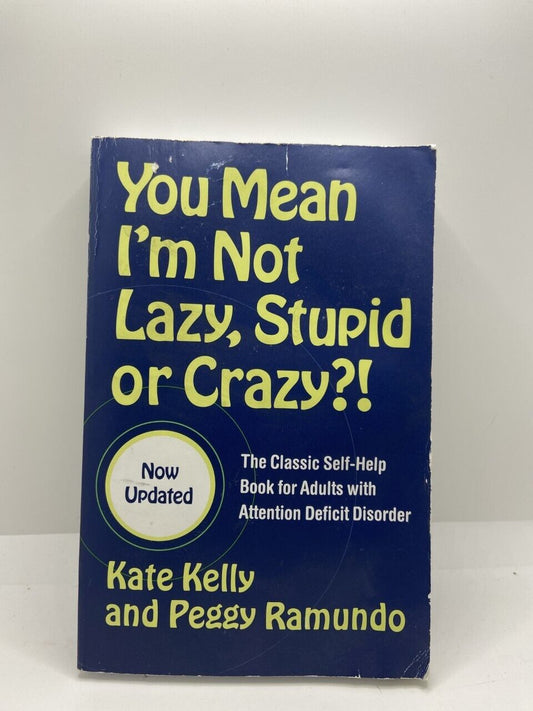 You Mean
I'm Not
Lazy, Stupid
or Crazy?!
Now
Updated
The Classic Self-Help
Book for Adults with
Attention Deficit Disorder
Kate Kelly
and Peggy Ramundo